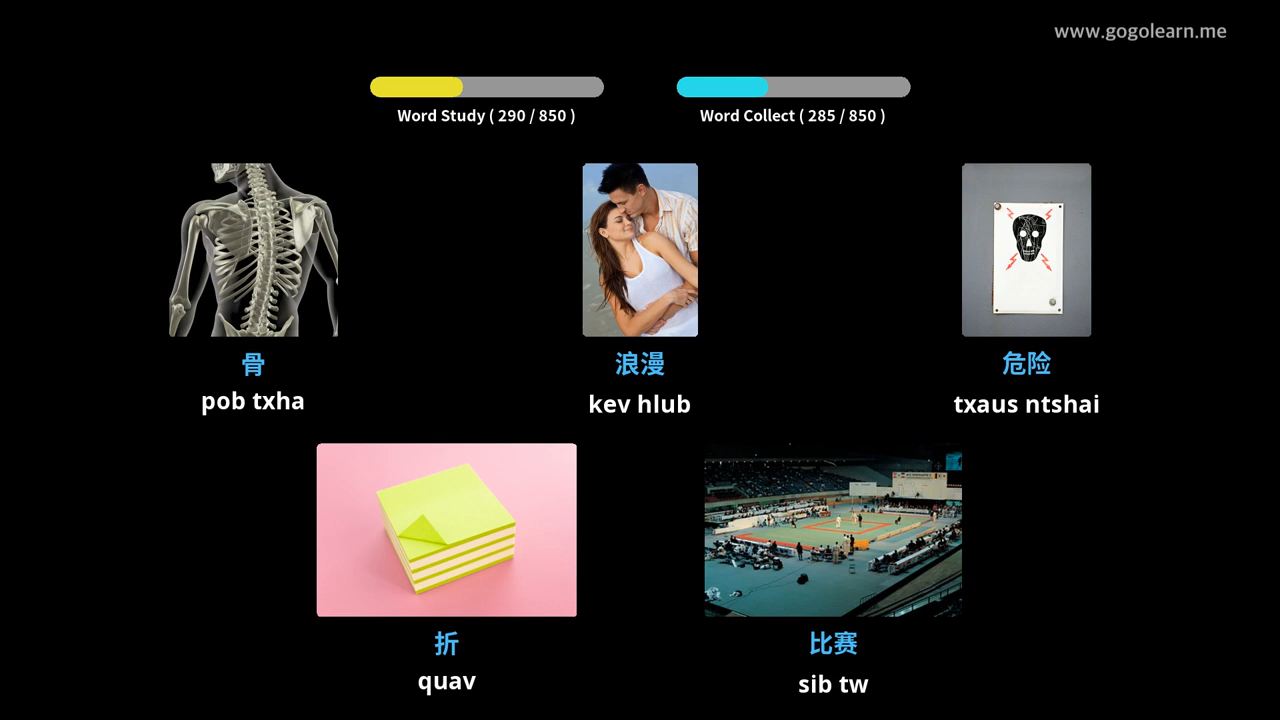 www.gogolearn.me
Word Study ( 290 / 850 )
Word Collect ( 285 / 850 )
骨
浪漫
危险
pob txha
kev hlub
txaus ntshai
折
比赛
quav
sib tw